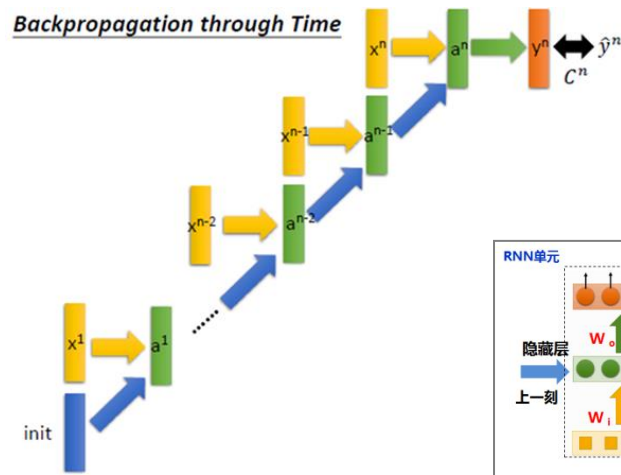 Backpropagation through Time
xⁿ
aⁿ
yⁿ
ŷⁿ
Cⁿ
xⁿ⁻¹
aⁿ⁻¹
xⁿ⁻²
aⁿ⁻²
......
x¹
a¹
init
RNN单元
Wₒ
隐藏层
上一刻
Wᵢ